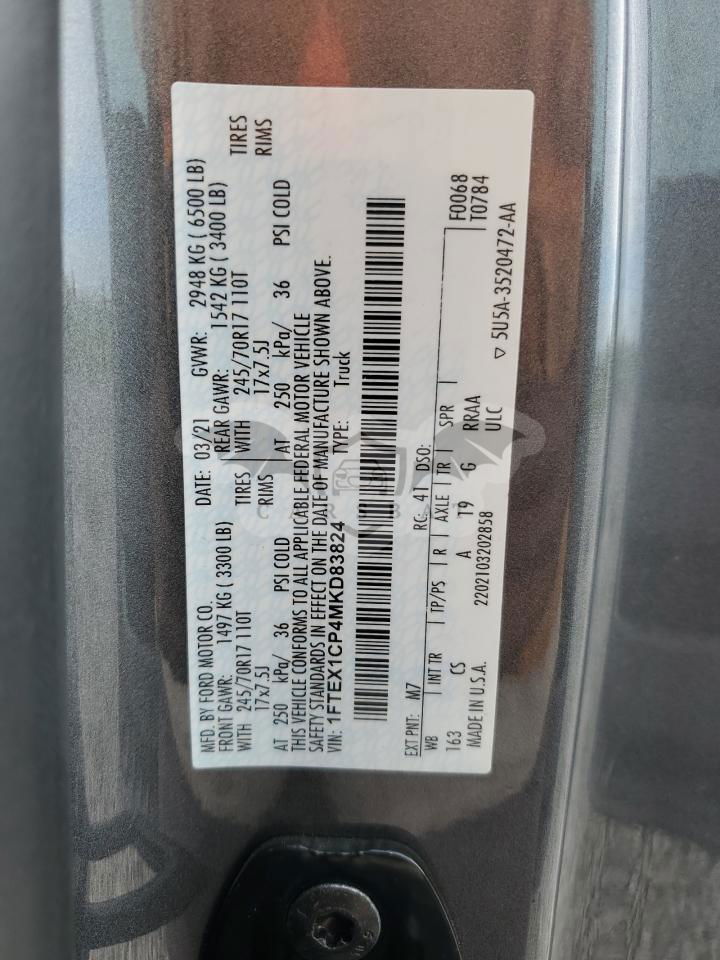 MFD. BY FORD MOTOR CO. DATE: 03/21 GVWR: 2948 KG ( 6500 LB)
FRONT GAWR: 1497 KG ( 3300 LB) REAR GAWR: 1542 KG ( 3400 LB)
WITH 245/70R17 110T TIRES WITH 245/70R17 110T TIRES
17x7.5J RIMS 17x7.5J RIMS
AT 250 kPa/ 36 PSI COLD AT 250 kPa/ 36 PSI COLD
THIS VEHICLE CONFORMS TO ALL APPLICABLE FEDERAL MOTOR VEHICLE
SAFETY STANDARDS IN EFFECT ON THE DATE OF MANUFACTURE SHOWN ABOVE.
VIN: 1FTEX1CP4MKD83824 TYPE: Truck
EXT PNT: M7 RC: 41 DSO:
WB INT TR TP/PS R AXLE TR SPR F0068
163 CS A T9 G RRAA T0784
MADE IN U.S.A. 2202103202858 ULC ▽ 5U5A-3520472-AA